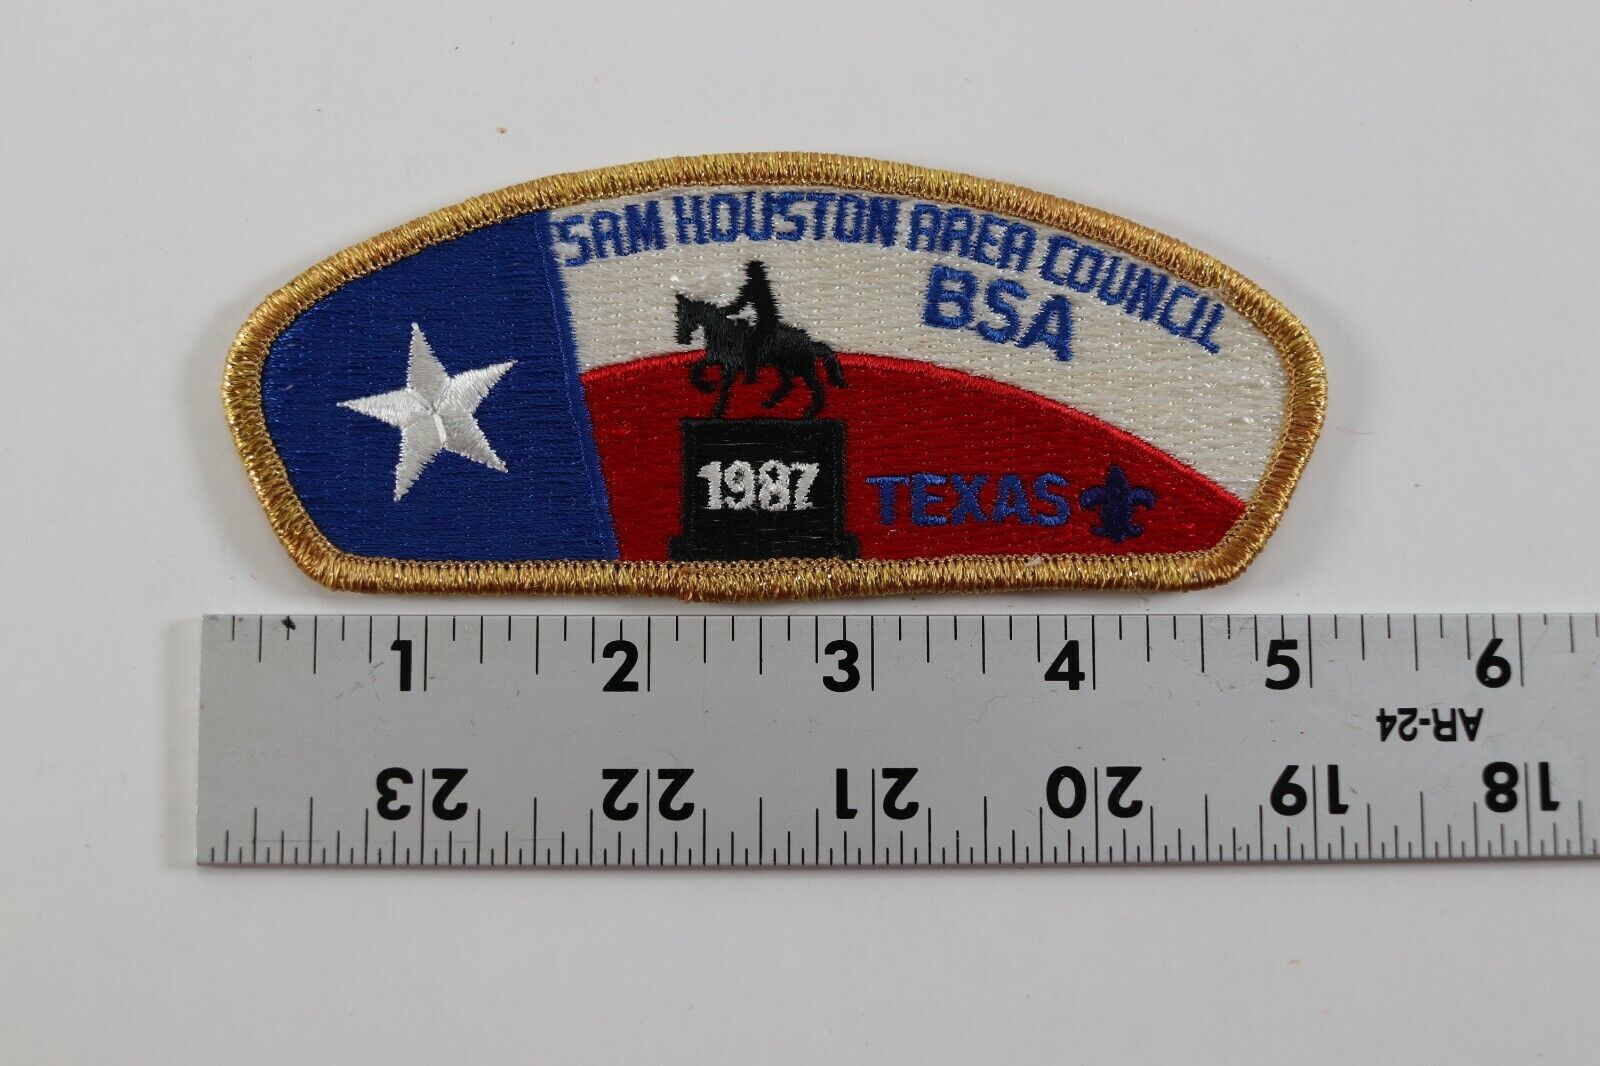 SAM HOUSTON AREA COUNCIL
BSA
1987
TEXAS
1 2 3 4 5 6
AR-24
23 22 21 20 19 18